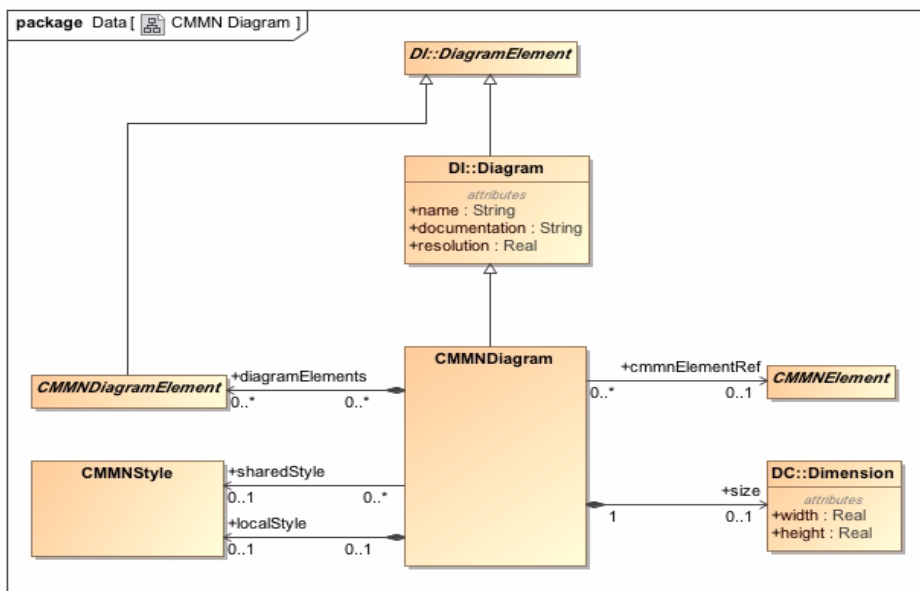 package Data [ CMMN Diagram ]
DI::DiagramElement
DI::Diagram
attributes
+name : String
+documentation : String
+resolution : Real
CMMNDiagram
CMMNDiagramElement
+diagramElements
0..*
0..*
+cmmnElementRef
0..*
0..1
CMMNElement
CMMNStyle
+sharedStyle
0..1
0..*
+localStyle
0..1
0..1
+size
1
0..1
DC::Dimension
attributes
+width : Real
+height : Real